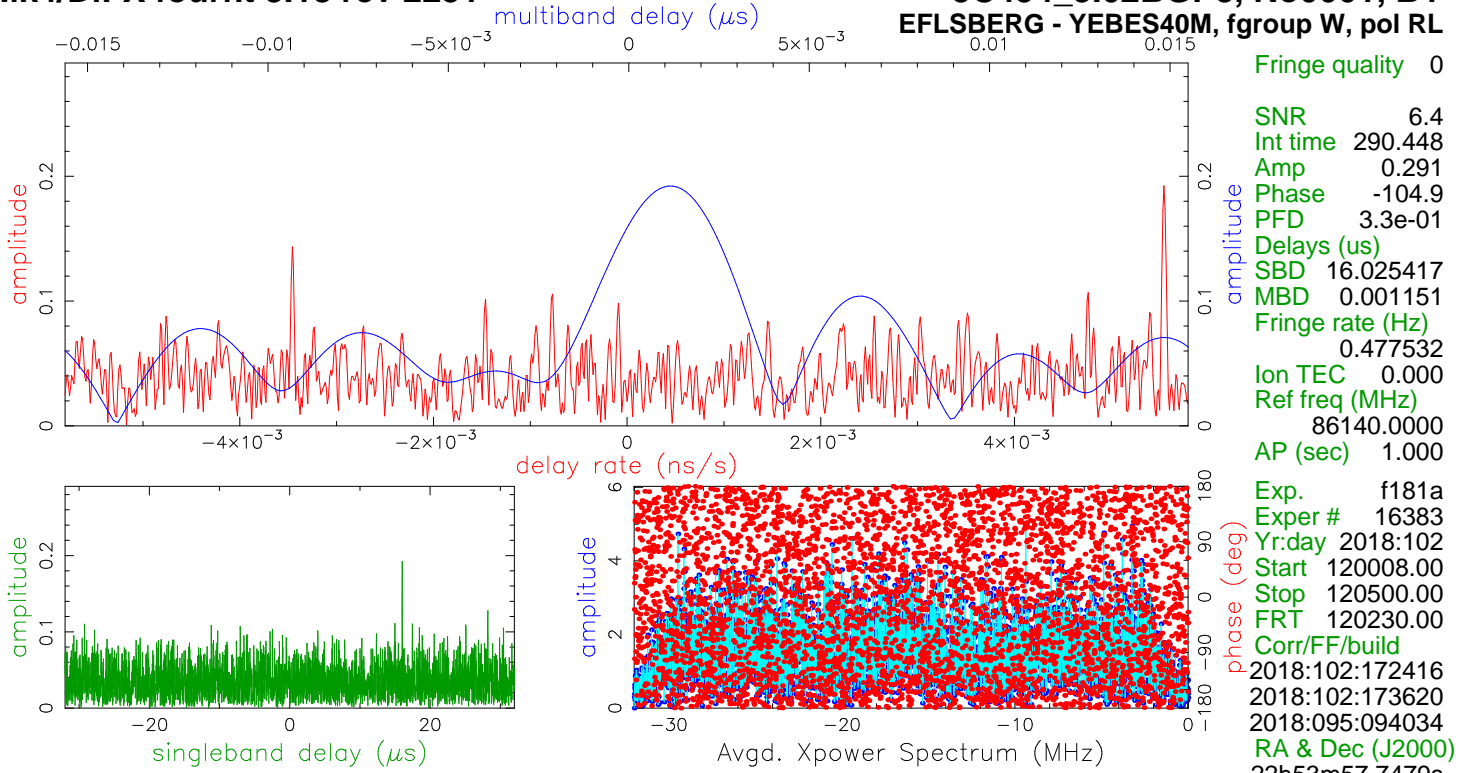 multiband delay (μs)
EFLSBERG - YEBES40M, fgroup W, pol RL
−0.015 −0.01 −5×10⁻³ 0 5×10⁻³ 0.01 0.015
amplitude
0 0.1 0.2
amplitude
0 0.1 0.2
−4×10⁻³ −2×10⁻³ 0 2×10⁻³ 4×10⁻³
delay rate (ns/s)
amplitude
0 0.1 0.2
−20 0 20
singleband delay (μs)
amplitude
0 2 4 6
−180 −90 0 90 180
phase (deg)
−30 −20 −10 0
Avgd. Xpower Spectrum (MHz)
Fringe quality 0
SNR 6.4
Int time 290.448
Amp 0.291
Phase -104.9
PFD 3.3e-01
Delays (us)
SBD 16.025417
MBD 0.001151
Fringe rate (Hz)
0.477532
Ion TEC 0.000
Ref freq (MHz)
86140.0000
AP (sec) 1.000
Exp. f181a
Exper # 16383
Yr:day 2018:102
Start 120008.00
Stop 120500.00
FRT 120230.00
Corr/FF/build
2018:102:172416
2018:102:173620
2018:095:094034
RA & Dec (J2000)